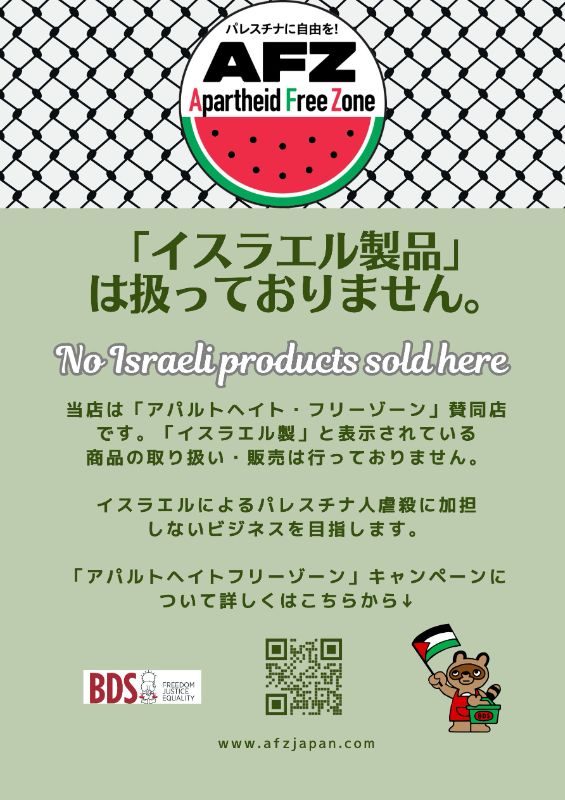 パレスチナに自由を!
AFZ
Apartheid Free Zone
「イスラエル製品」
は扱っておりません。
No Israeli products sold here
当店は「アパルトヘイト・フリーゾーン」賛同店
です。「イスラエル製」と表示されている
商品の取り扱い・販売は行っておりません。
イスラエルによるパレスチナ人虐殺に加担
しないビジネスを目指します。
「アパルトヘイトフリーゾーン」キャンペーンに
ついて詳しくはこちらから↓
BDS
FREEDOM
JUSTICE
EQUALITY
BDS
www.afzjapan.com